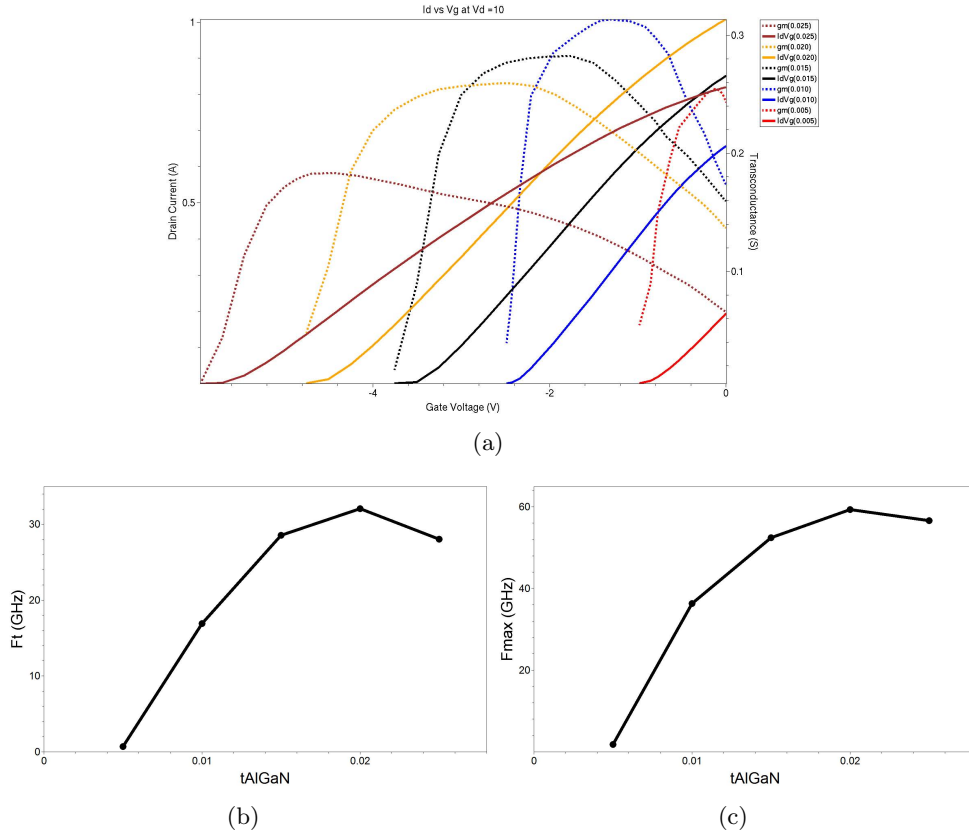 Id vs Vg at Vd =10
gm(0.025)
IdVg(0.025)
gm(0.020)
IdVg(0.020)
gm(0.015)
IdVg(0.015)
gm(0.010)
IdVg(0.010)
gm(0.005)
IdVg(0.005)
1
0.5
Drain Current (A)
0.3
0.2
0.1
Transconductance (S)
-4
-2
0
Gate Voltage (V)
(a)
30
20
10
0
Ft (GHz)
0
0.01
0.02
tAlGaN
(b)
60
40
20
Fmax (GHz)
0
0.01
0.02
tAlGaN
(c)